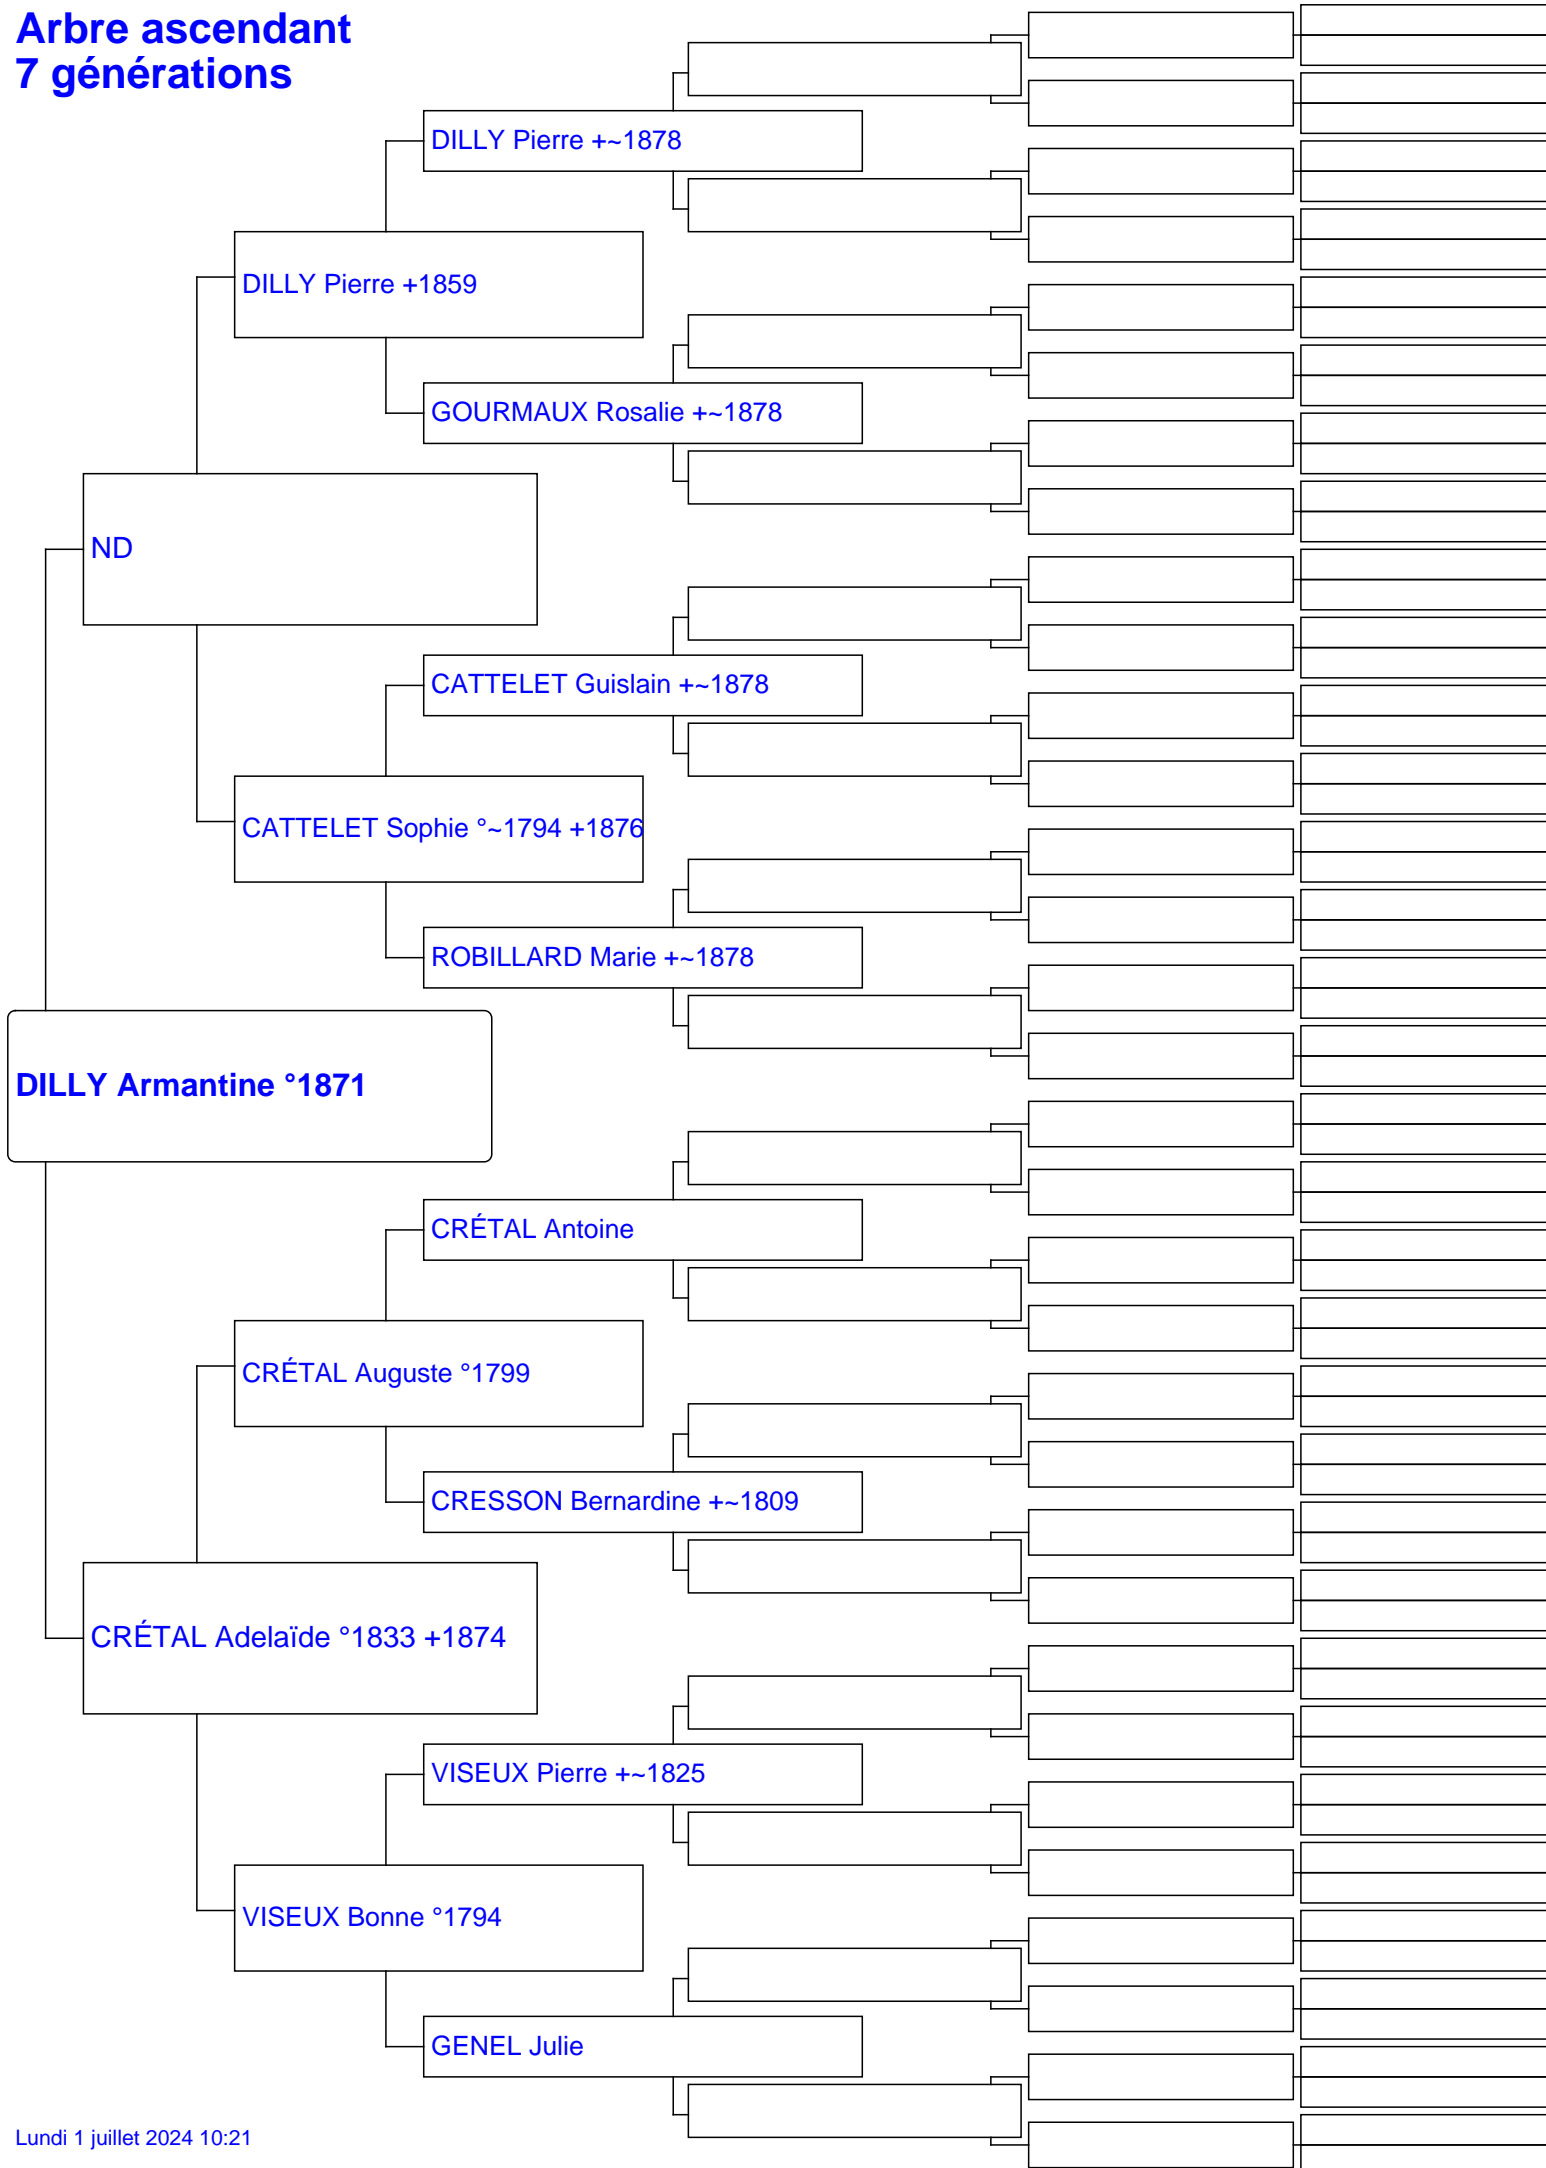 Arbre ascendant
7 générations
DILLY Pierre +~1878
DILLY Pierre +1859
GOURMAUX Rosalie +~1878
ND
CATTELET Guislain +~1878
CATTELET Sophie °~1794 +1876
ROBILLARD Marie +~1878
DILLY Armantine °1871
CRÉTAL Antoine
CRÉTAL Auguste °1799
CRESSON Bernardine +~1809
CRÉTAL Adelaïde °1833 +1874
VISEUX Pierre +~1825
VISEUX Bonne °1794
GENEL Julie
Lundi 1 juillet 2024 10:21